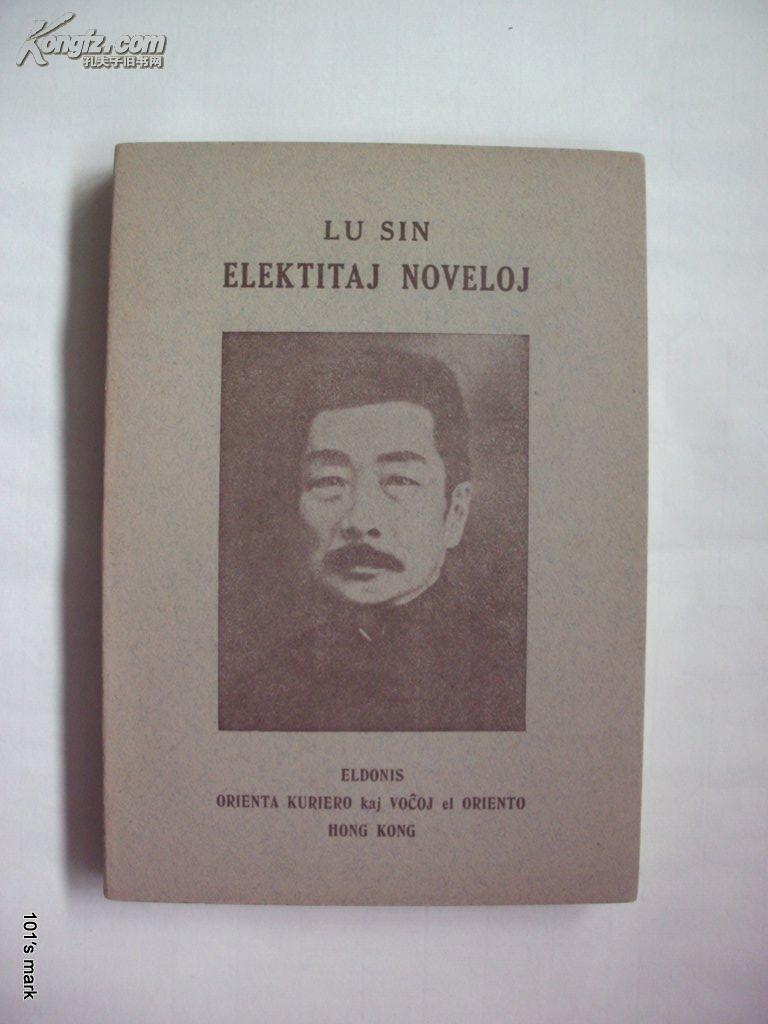 Kongfz.com
孔夫子旧书网
LU SIN
ELEKTITAJ NOVELOJ
ELDONIS
ORIENTA KURIERO kaj VOĈOJ el ORIENTO
HONG KONG
101's mark